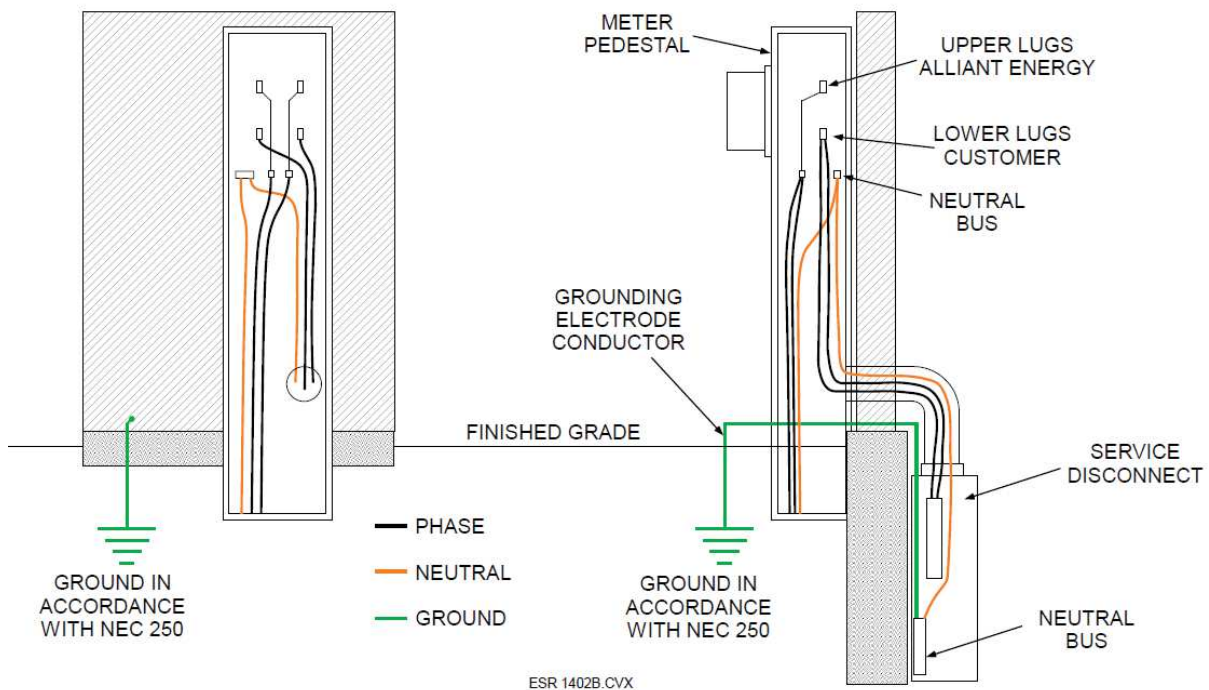 METER
PEDESTAL
UPPER LUGS
ALLIANT ENERGY
LOWER LUGS
CUSTOMER
NEUTRAL
BUS
GROUNDING
ELECTRODE
CONDUCTOR
FINISHED GRADE
SERVICE
DISCONNECT
PHASE
NEUTRAL
GROUND
GROUND IN
ACCORDANCE
WITH NEC 250
GROUND IN
ACCORDANCE
WITH NEC 250
NEUTRAL
BUS
ESR 1402B.CVX